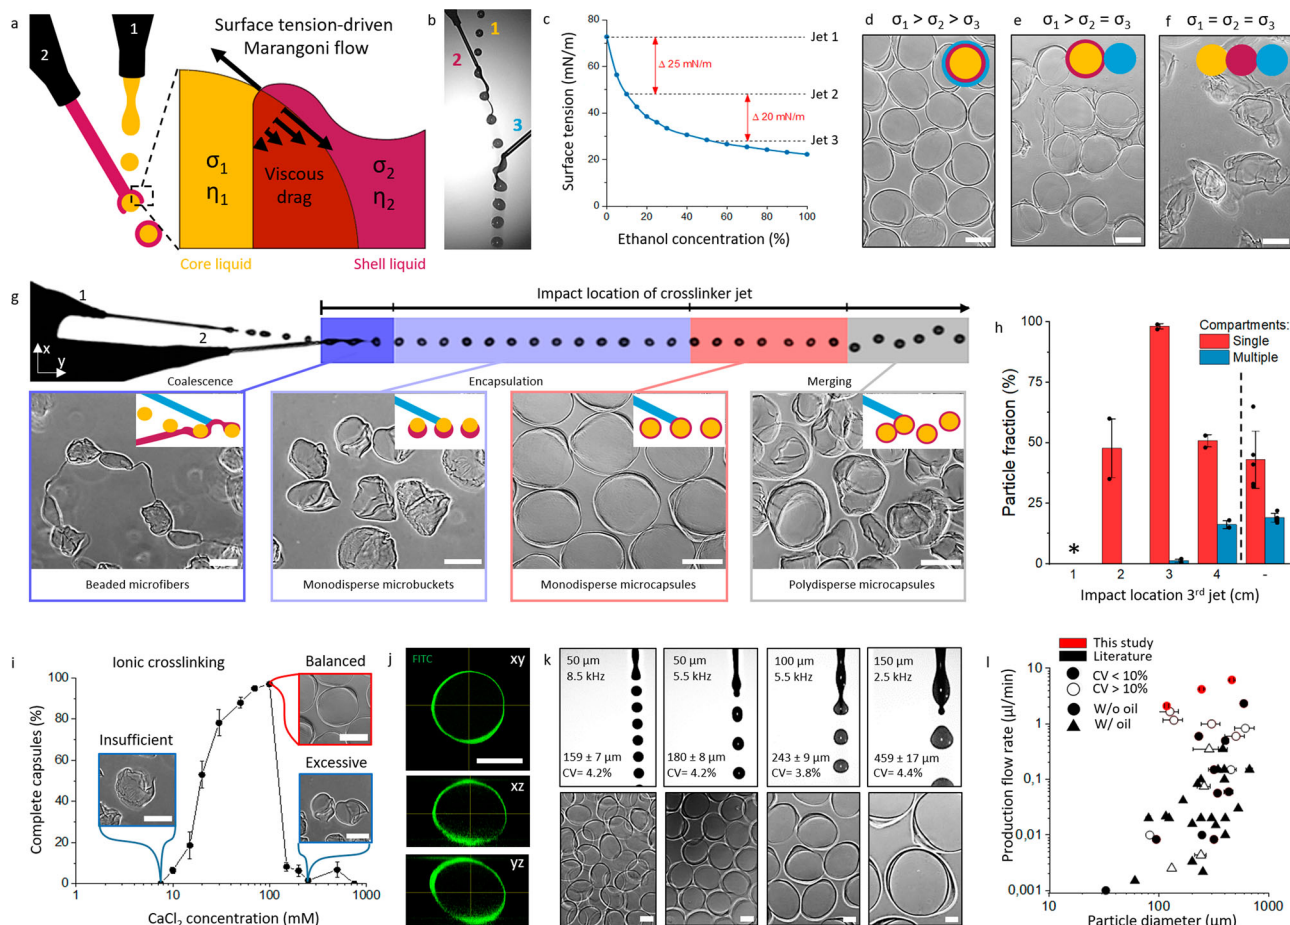 a
2
1
Surface tension-driven
Marangoni flow
σ1
η1
Viscous
drag
σ2
η2
Core liquid
Shell liquid
b
1
2
3
c
Surface tension (mN/m)
80
60
40
20
0
0
20
40
60
80
100
Ethanol concentration (%)
Δ 25 mN/m
Δ 20 mN/m
Jet 1
Jet 2
Jet 3
d
σ1 > σ2 > σ3
e
σ1 > σ2 = σ3
f
σ1 = σ2 = σ3
g
1
2
x
y
Impact location of crosslinker jet
Coalescence
Encapsulation
Merging
Beaded microfibers
Monodisperse microbuckets
Monodisperse microcapsules
Polydisperse microcapsules
h
Particle fraction (%)
100
75
50
25
0
Compartments:
Single
Multiple
*
1
2
3
4
-
Impact location 3rd jet (cm)
i
Ionic crosslinking
Balanced
Insufficient
Excessive
Complete capsules (%)
100
80
60
40
20
0
10
100
1000
CaCl2 concentration (mM)
j
FITC
xy
xz
yz
k
50 µm
8.5 kHz
159 ± 7 µm
CV= 4.2%
50 µm
5.5 kHz
180 ± 8 µm
CV= 4.2%
100 µm
5.5 kHz
243 ± 9 µm
CV= 3.8%
150 µm
2.5 kHz
459 ± 17 µm
CV= 4.4%
l
This study
Literature
CV < 10%
CV > 10%
W/o oil
W/ oil
Production flow rate (µl/min)
10
1
0,1
0,01
0,001
10
100
1000
Particle diameter (µm)